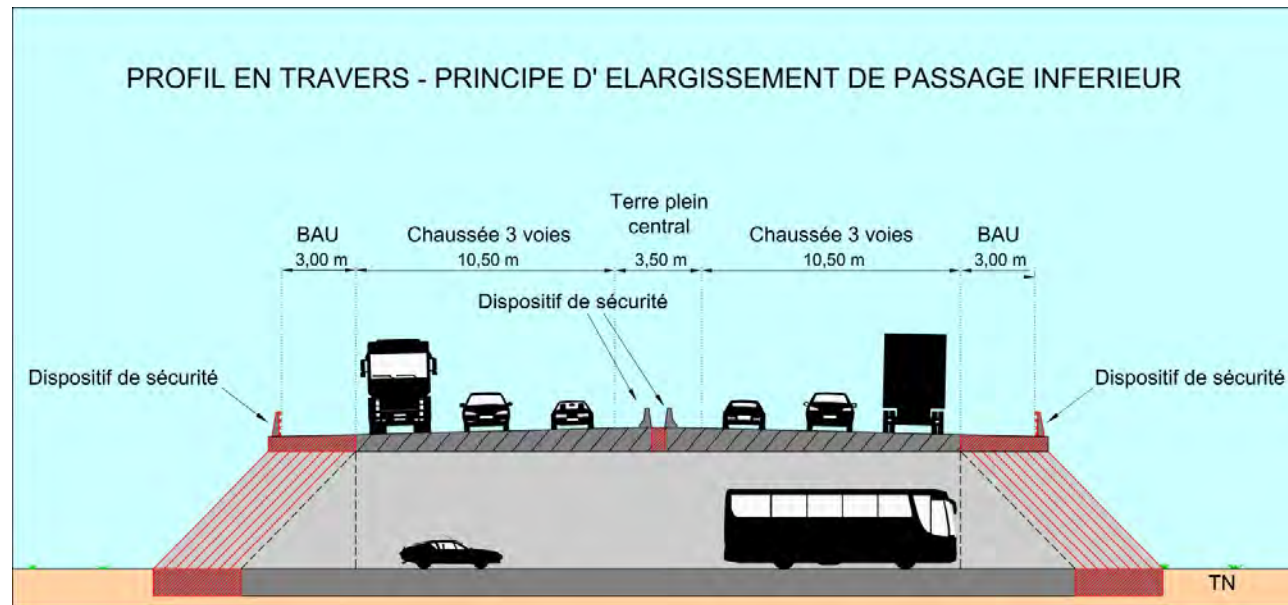 PROFIL EN TRAVERS - PRINCIPE D' ELARGISSEMENT DE PASSAGE INFERIEUR
Terre plein
central
BAU
Chaussée 3 voies
Chaussée 3 voies
BAU
3,00 m
10,50 m
3,50 m
10,50 m
3,00 m
Dispositif de sécurité
Dispositif de sécurité
Dispositif de sécurité
TN